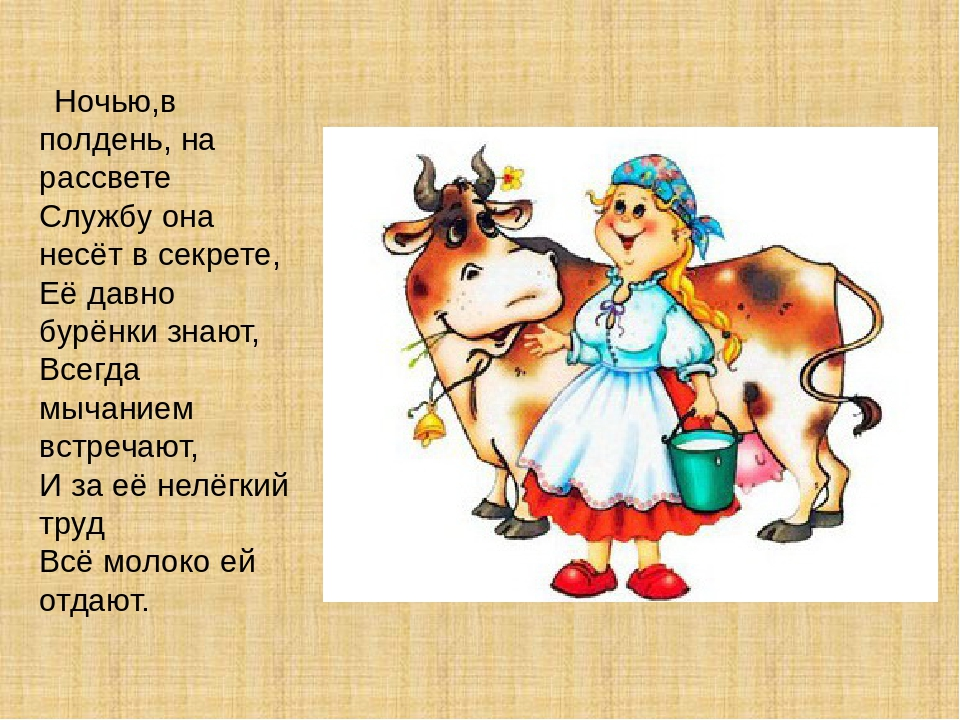 Ночью,в
полдень, на
рассвете
Службу она
несёт в секрете,
Её давно
бурёнки знают,
Всегда
мычанием
встречают,
И за её нелёгкий
труд
Всё молоко ей
отдают.